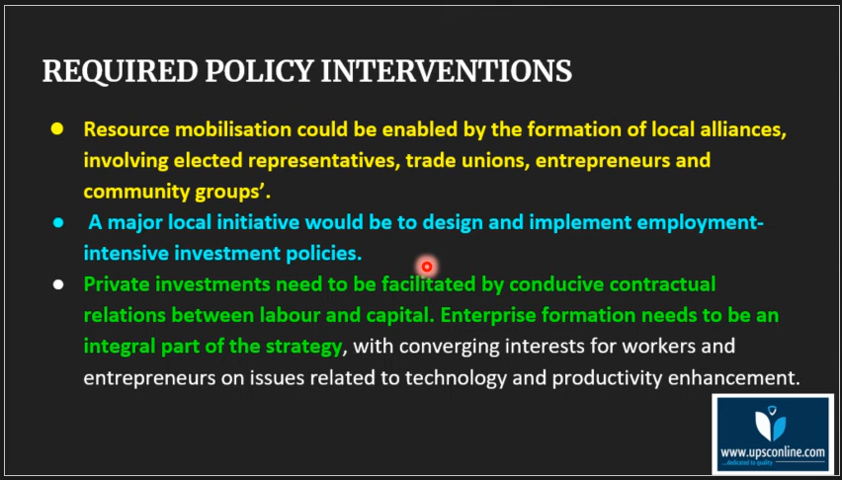 REQUIRED POLICY INTERVENTIONS
Resource mobilisation could be enabled by the formation of local alliances,
involving elected representatives, trade unions, entrepreneurs and
community groups’.
A major local initiative would be to design and implement employment-
intensive investment policies.
Private investments need to be facilitated by conducive contractual
relations between labour and capital. Enterprise formation needs to be an
integral part of the strategy, with converging interests for workers and
entrepreneurs on issues related to technology and productivity enhancement.
www.upsconline.com
...dedicated to quality